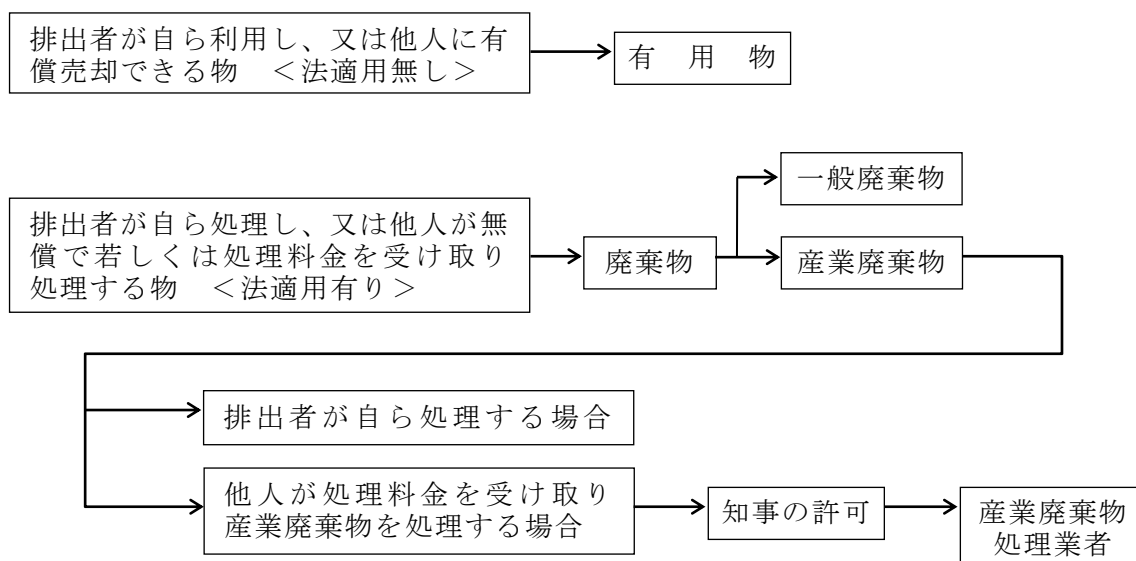 排出者が自ら利用し、又は他人に有
償売却できる物　＜法適用無し＞
有　用　物
一般廃棄物
排出者が自ら処理し、又は他人が無
償で若しくは処理料金を受け取り
処理する物　＜法適用有り＞
廃棄物
産業廃棄物
排出者が自ら処理する場合
他人が処理料金を受け取り
産業廃棄物を処理する場合
知事の許可
産業廃棄物
処理業者